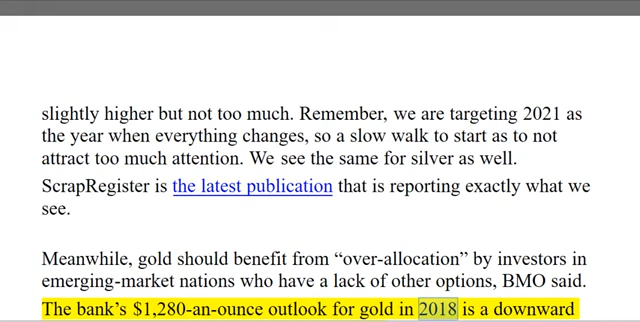 slightly higher but not too much. Remember, we are targeting 2021 as
the year when everything changes, so a slow walk to start as to not
attract too much attention. We see the same for silver as well.
ScrapRegister is the latest publication that is reporting exactly what we
see.
Meanwhile, gold should benefit from “over-allocation” by investors in
emerging-market nations who have a lack of other options, BMO said.
The bank’s $1,280-an-ounce outlook for gold in 2018 is a downward